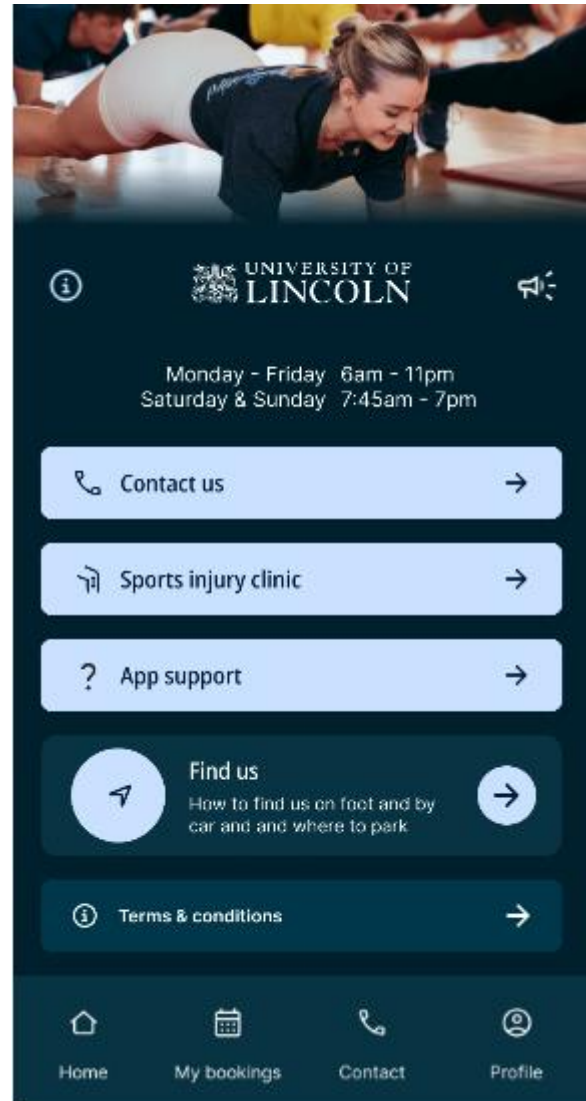 UNIVERSITY OF
LINCOLN
Monday - Friday 6am - 11pm
Saturday & Sunday 7:45am - 7pm
Contact us
Sports injury clinic
? App support
Find us
How to find us on foot and by
car and and where to park
Terms & conditions
Home My bookings Contact Profile